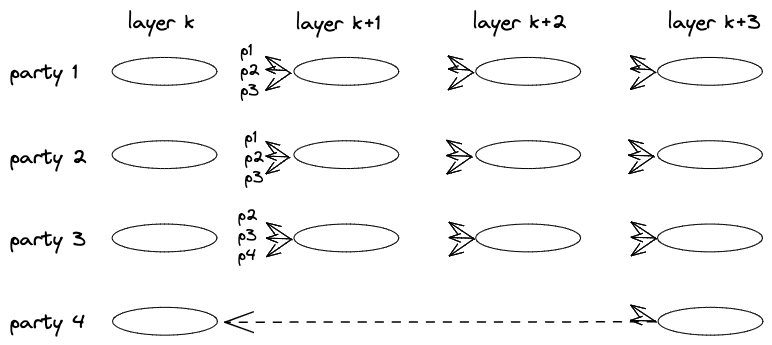 layer k layer k+1 layer k+2 layer k+3
party 1
p1
p2
p3
party 2
p1
p2
p3
party 3
p2
p3
p4
party 4